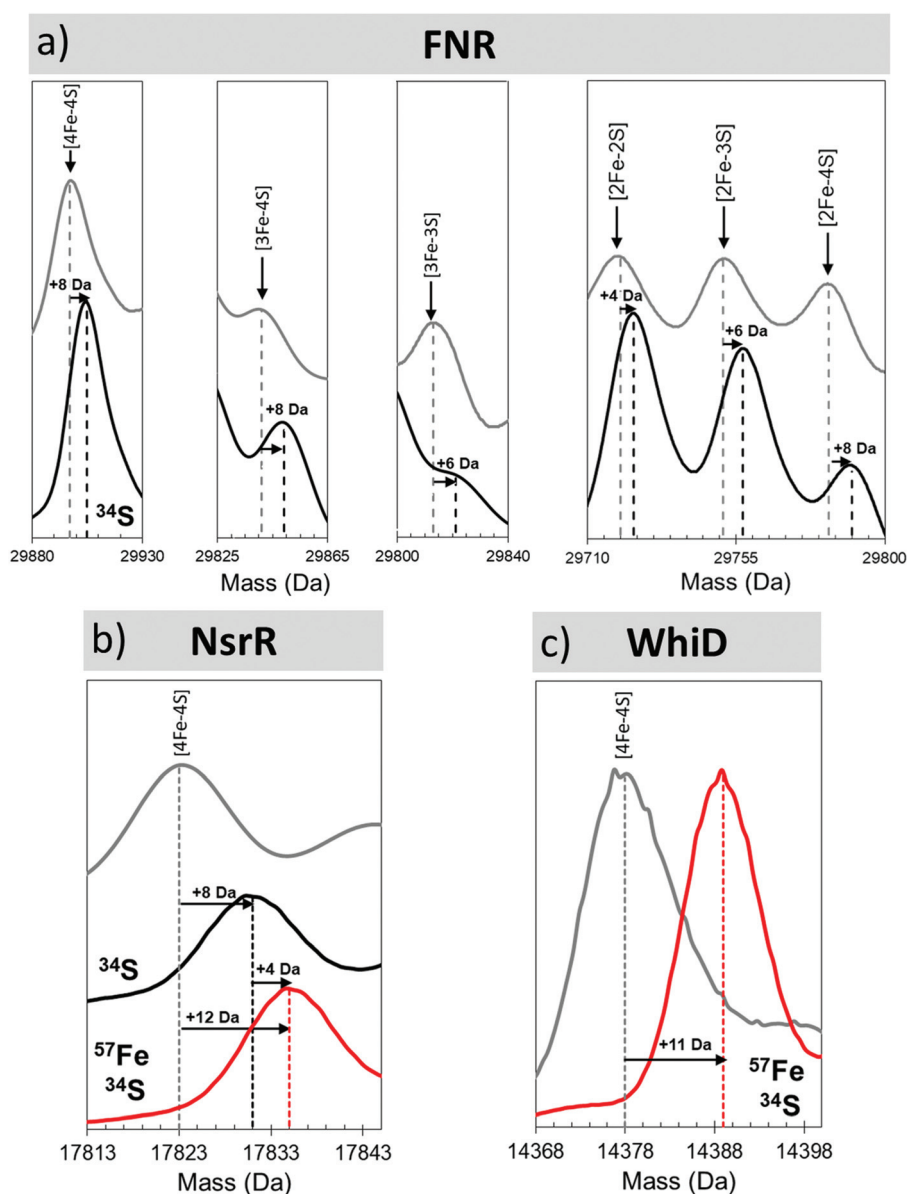 a) FNR
[4Fe-4S]
[3Fe-4S]
[3Fe-3S]
[2Fe-2S]
[2Fe-3S]
[2Fe-4S]
+8 Da
+8 Da
+6 Da
+4 Da
+6 Da
+8 Da
³⁴S
29880 29930 29825 29865 29800 29840 29710 29755 29800
Mass (Da) Mass (Da) Mass (Da)
b) NsrR
[4Fe-4S]
+8 Da
³⁴S
+4 Da
+12 Da
⁵⁷Fe
³⁴S
17813 17823 17833 17843
Mass (Da)
c) WhiD
[4Fe-4S]
+11 Da
⁵⁷Fe
³⁴S
14368 14378 14388 14398
Mass (Da)